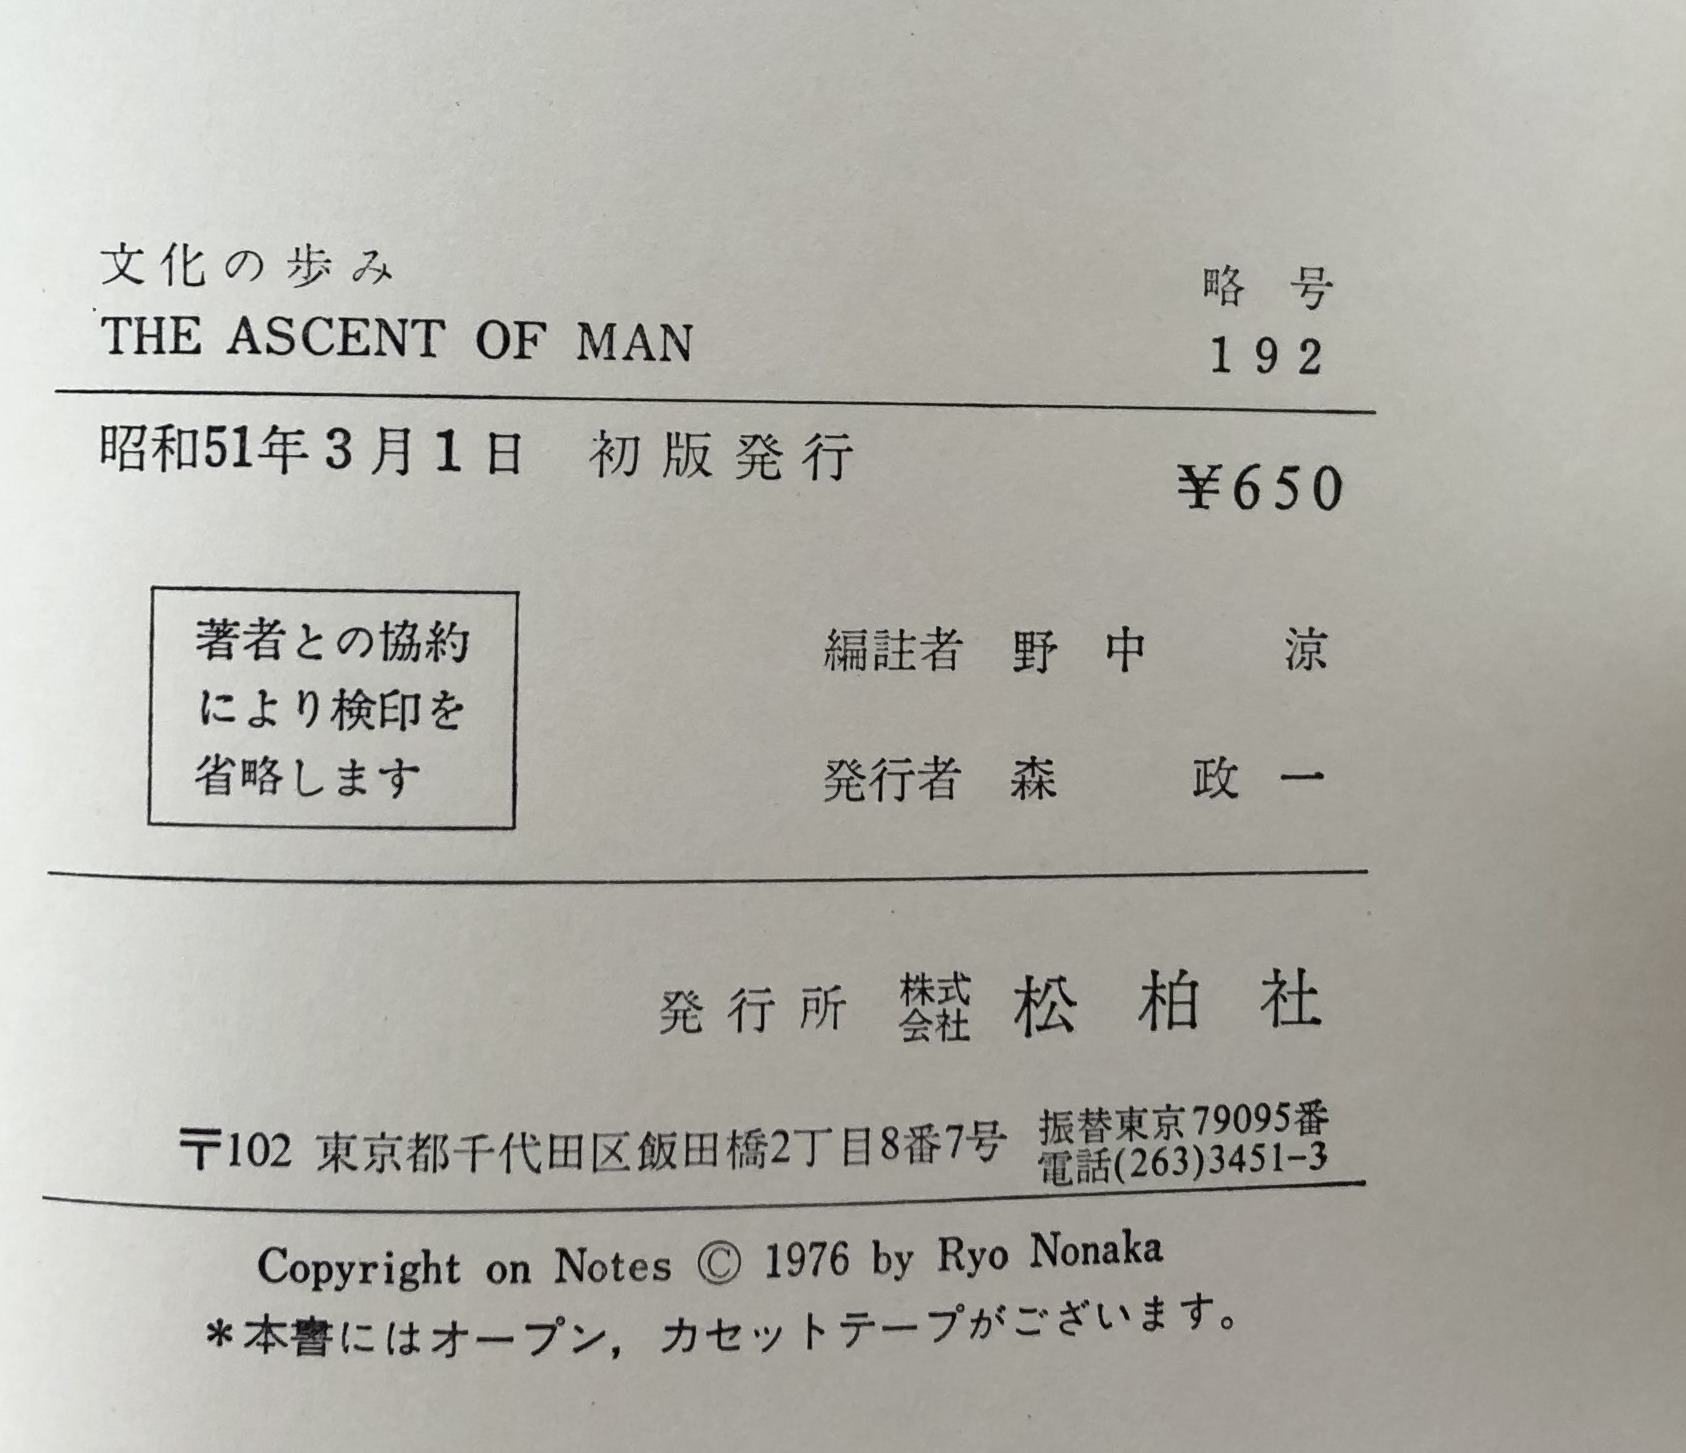 文化の歩み
THE ASCENT OF MAN
略号
192
昭和51年3月1日 初版発行
¥650
著者との協約
により検印を
省略します
編註者 野中 涼
発行者 森 政一
発行所 株式会社 松柏社
〒102 東京都千代田区飯田橋2丁目8番7号
振替東京79095番
電話(263)3451-3
Copyright on Notes © 1976 by Ryo Nonaka
*本書にはオープン, カセットテープがございます。